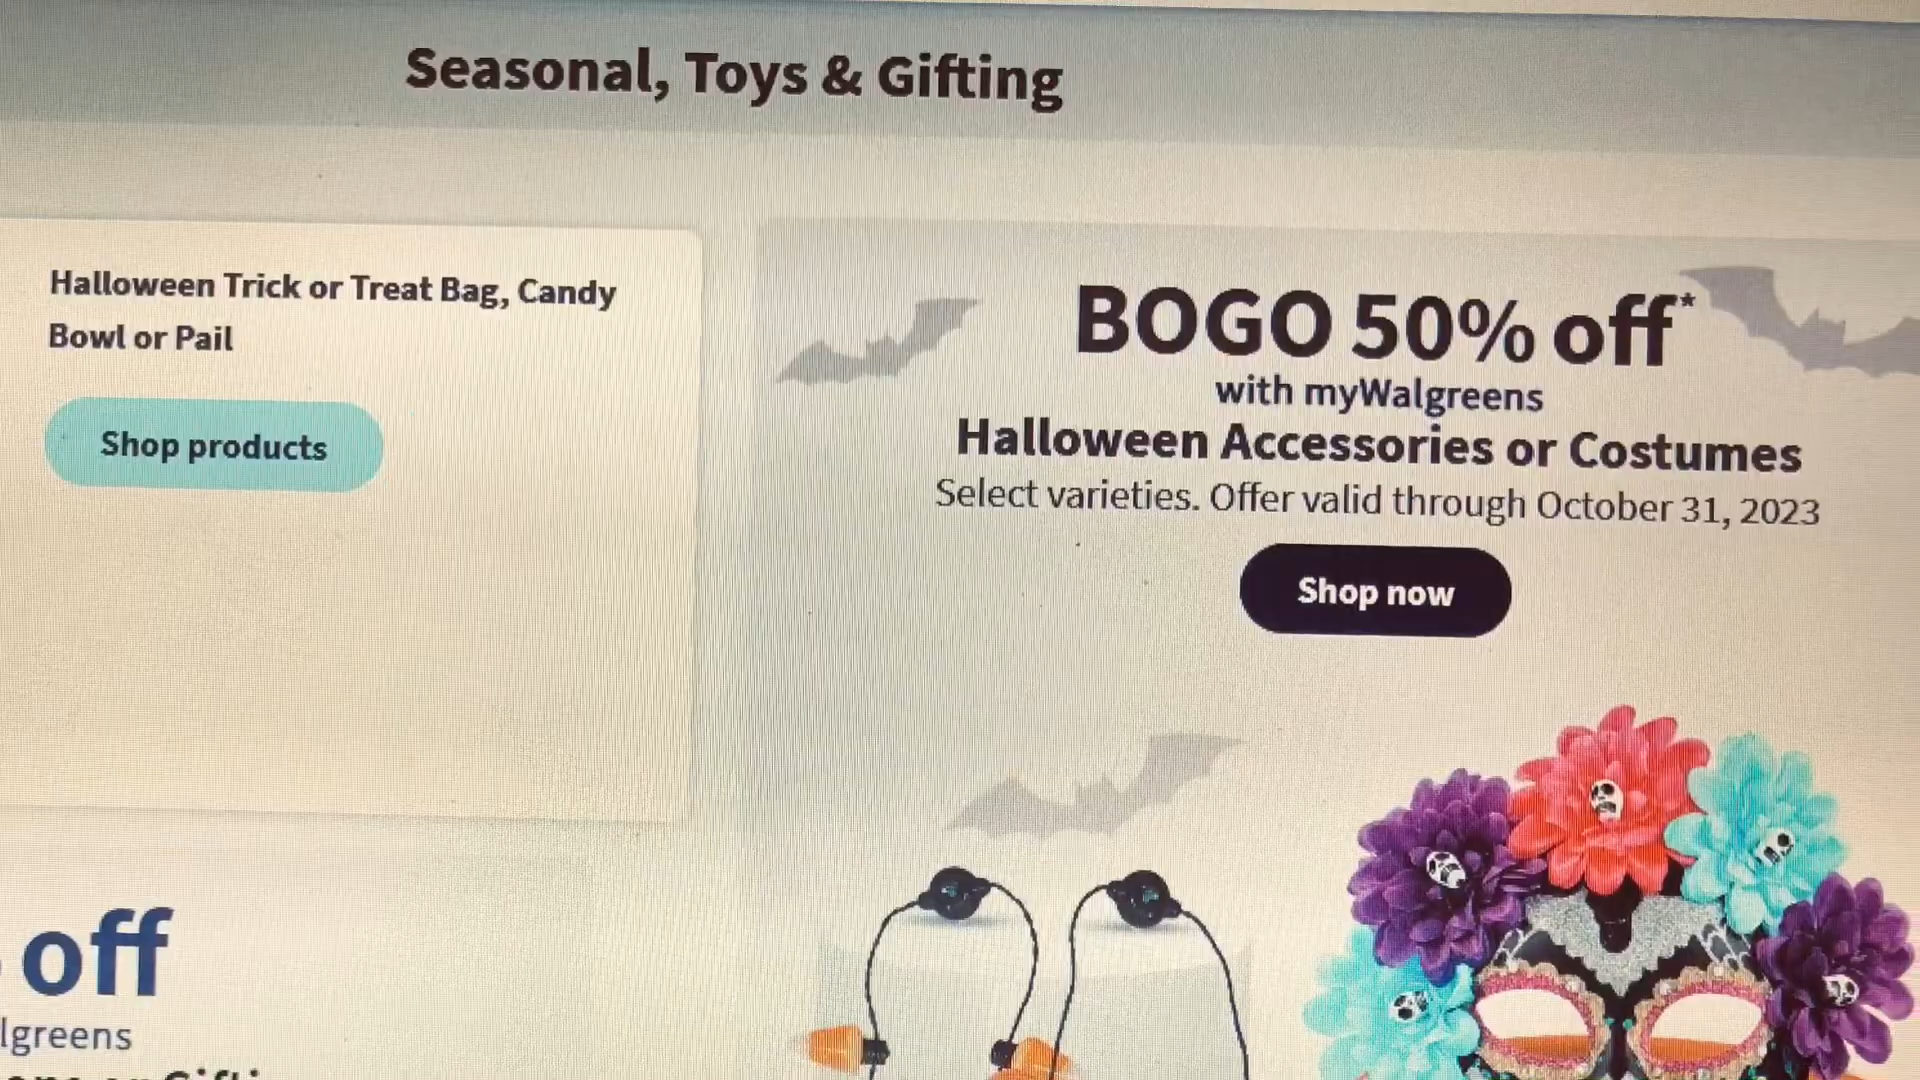 Seasonal, Toys & Gifting
Halloween Trick or Treat Bag, Candy
Bowl or Pail
Shop products
BOGO 50% off*
with myWalgreens
Halloween Accessories or Costumes
Select varieties. Offer valid through October 31, 2023
Shop now
off
lgreens